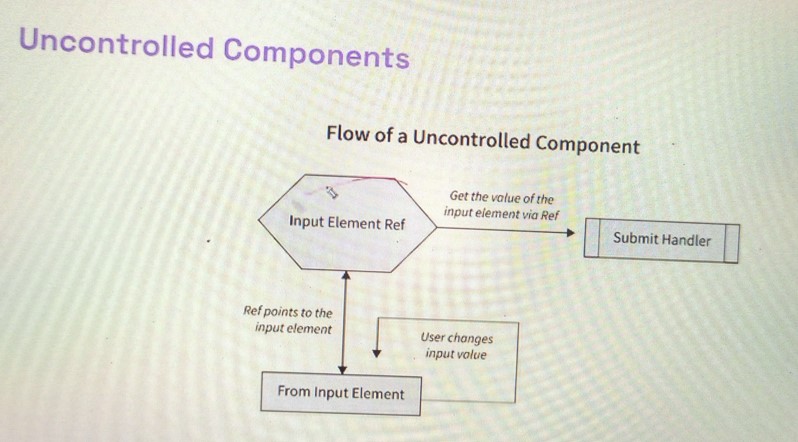 Uncontrolled Components
Flow of a Uncontrolled Component
Get the value of the
input element via Ref
Input Element Ref
Submit Handler
Ref points to the
input element
User changes
input value
From Input Element